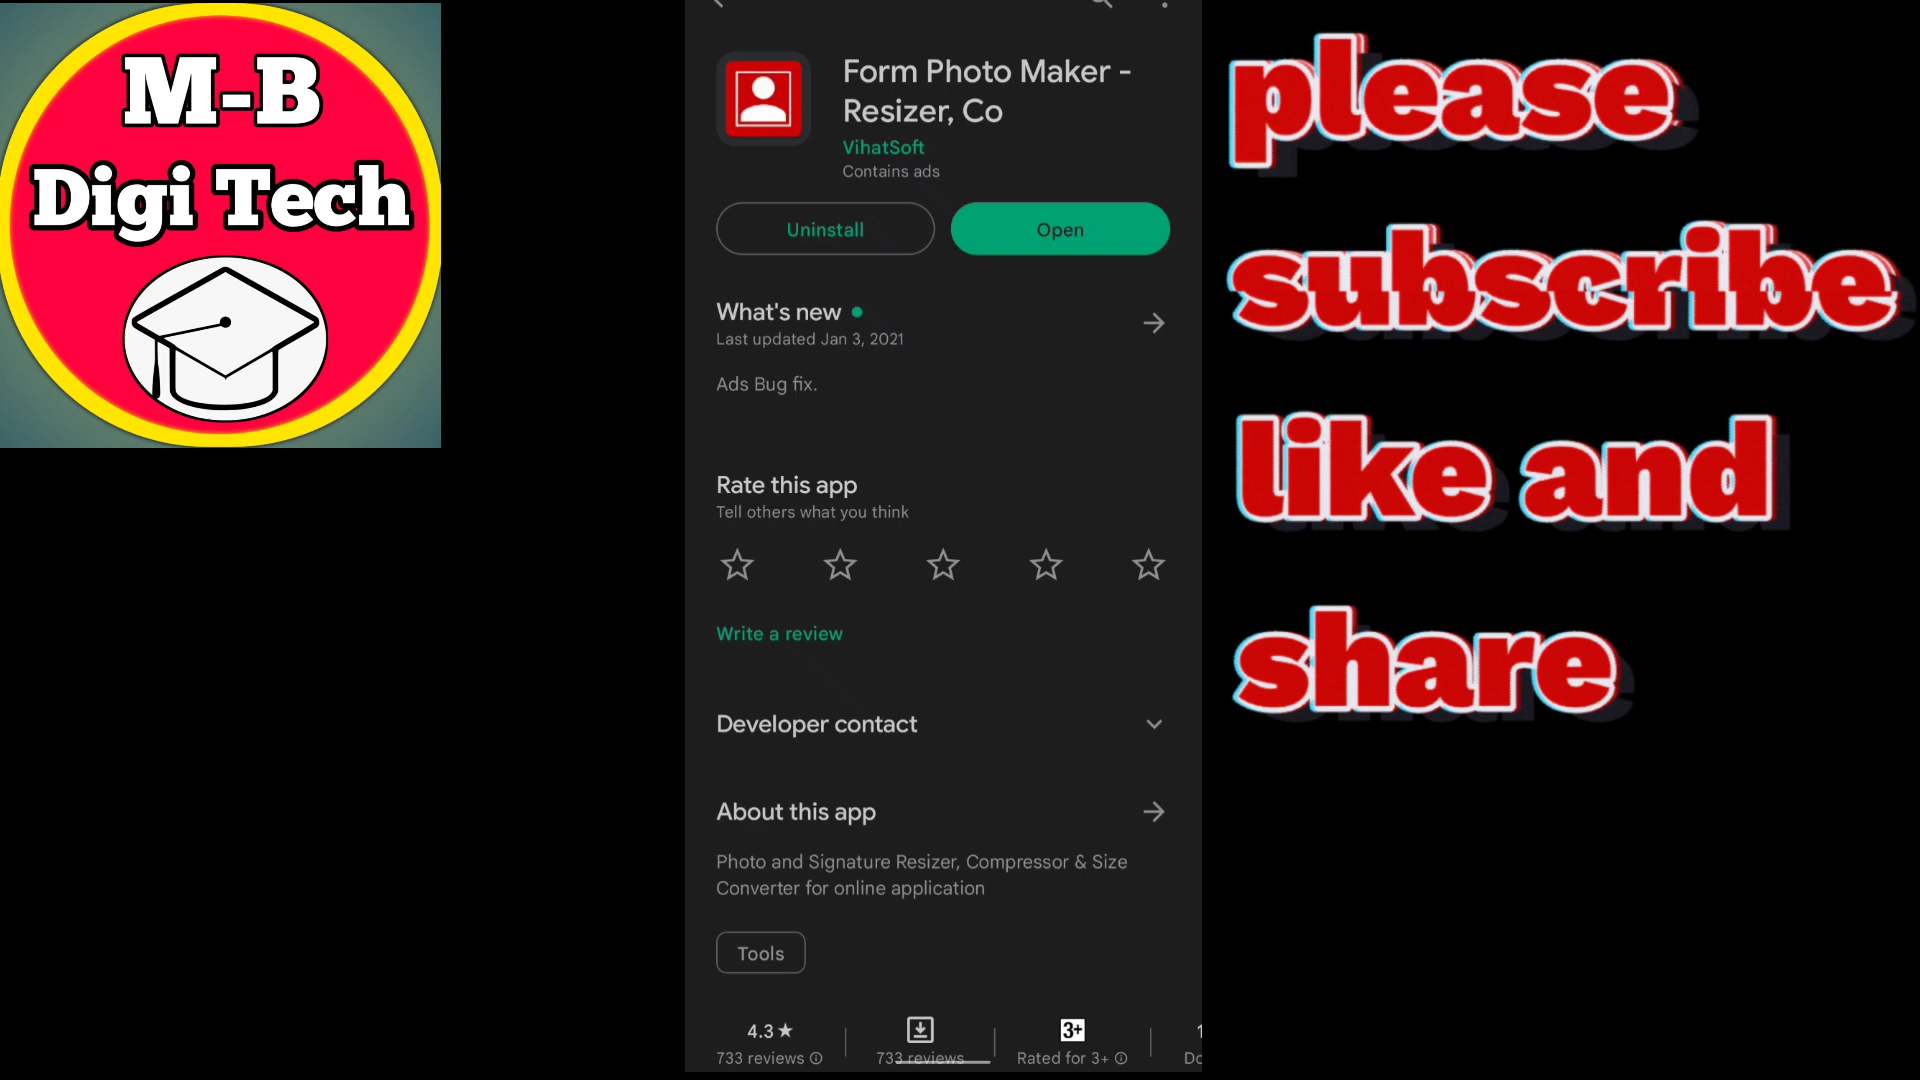 M-B
Digi Tech
Form Photo Maker -
Resizer, Co
VihatSoft
Contains ads
Uninstall
Open
What's new
Last updated Jan 3, 2021
Ads Bug fix.
Rate this app
Tell others what you think
Write a review
Developer contact
About this app
Photo and Signature Resizer, Compressor & Size
Converter for online application
Tools
4.3★
733 reviews
733 reviews
3+
Rated for 3+
please
subscribe
like and
share